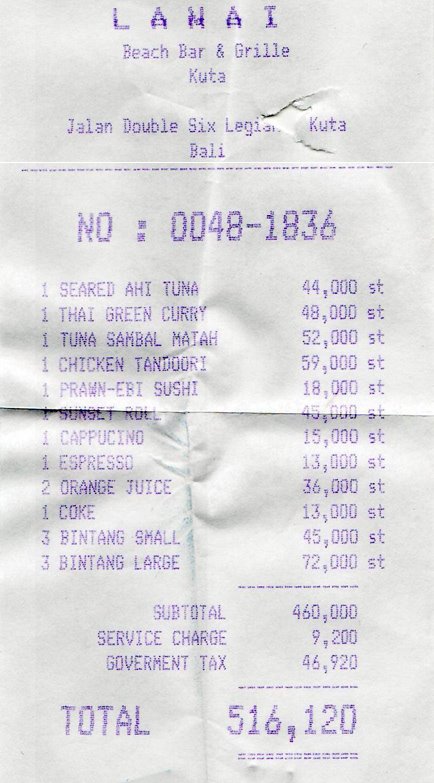 LANAI
Beach Bar & Grille
Kuta
Jalan Double Six Kuta
Bali
NO : 0048-1836
1 SEARED AHI TUNA 44,000 st
1 THAI GREEN CURRY 48,000 st
1 TUNA SAMBAL MATAH 52,000 st
1 CHICKEN TANDOORI 59,000 st
1 PRAWN-EBI SUSHI 18,000 st
1 SUNSET ROLL 45,000 st
1 CAPPUCINO 15,000 st
1 ESPRESSO 13,000 st
2 ORANGE JUICE 36,000 st
1 COKE 13,000 st
3 BINTANG SMALL 45,000 st
3 BINTANG LARGE 72,000 st
SUBTOTAL 460,000
SERVICE CHARGE 9,200
GOVERMENT TAX 46,920
TOTAL 516,120